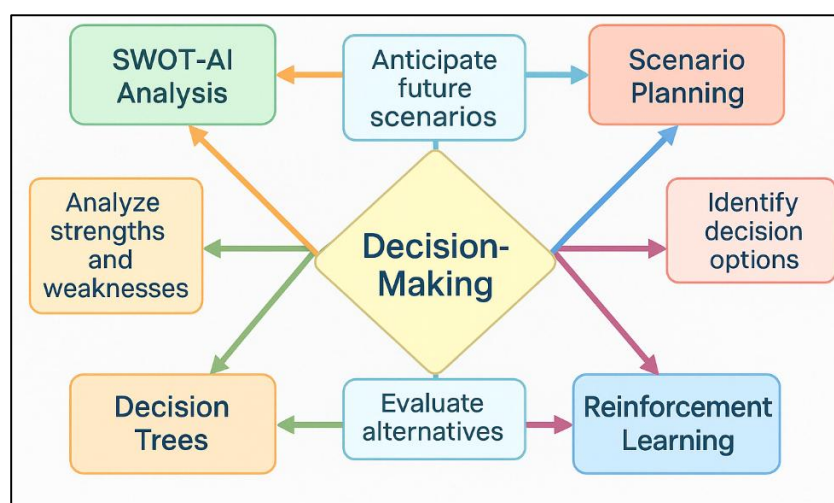 SWOT-AI
Analysis
Anticipate
future
scenarios
Scenario
Planning
Analyze
strengths
and
weaknesses
Decision-
Making
Identify
decision
options
Decision
Trees
Evaluate
alternatives
Reinforcement
Learning